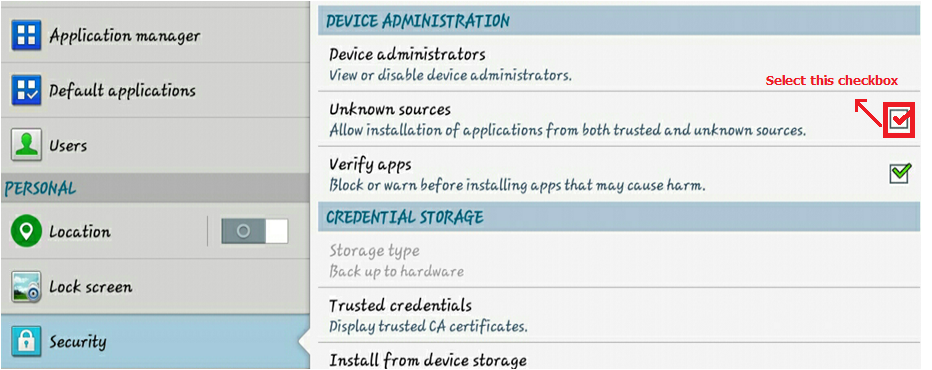 Application manager
Default applications
Users
PERSONAL
Location
Lock screen
Security
DEVICE ADMINISTRATION
Device administrators
View or disable device administrators.
Select this checkbox
Unknown sources
Allow installation of applications from both trusted and unknown sources.
Verify apps
Block or warn before installing apps that may cause harm.
CREDENTIAL STORAGE
Storage type
Back up to hardware
Trusted credentials
Display trusted CA certificates.
Install from device storage